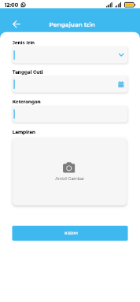 12:00
Pengajuan Izin
Jenis Izin
Tanggal Cuti
Keterangan
Lampiran
Ambil Gambar
KIRIM